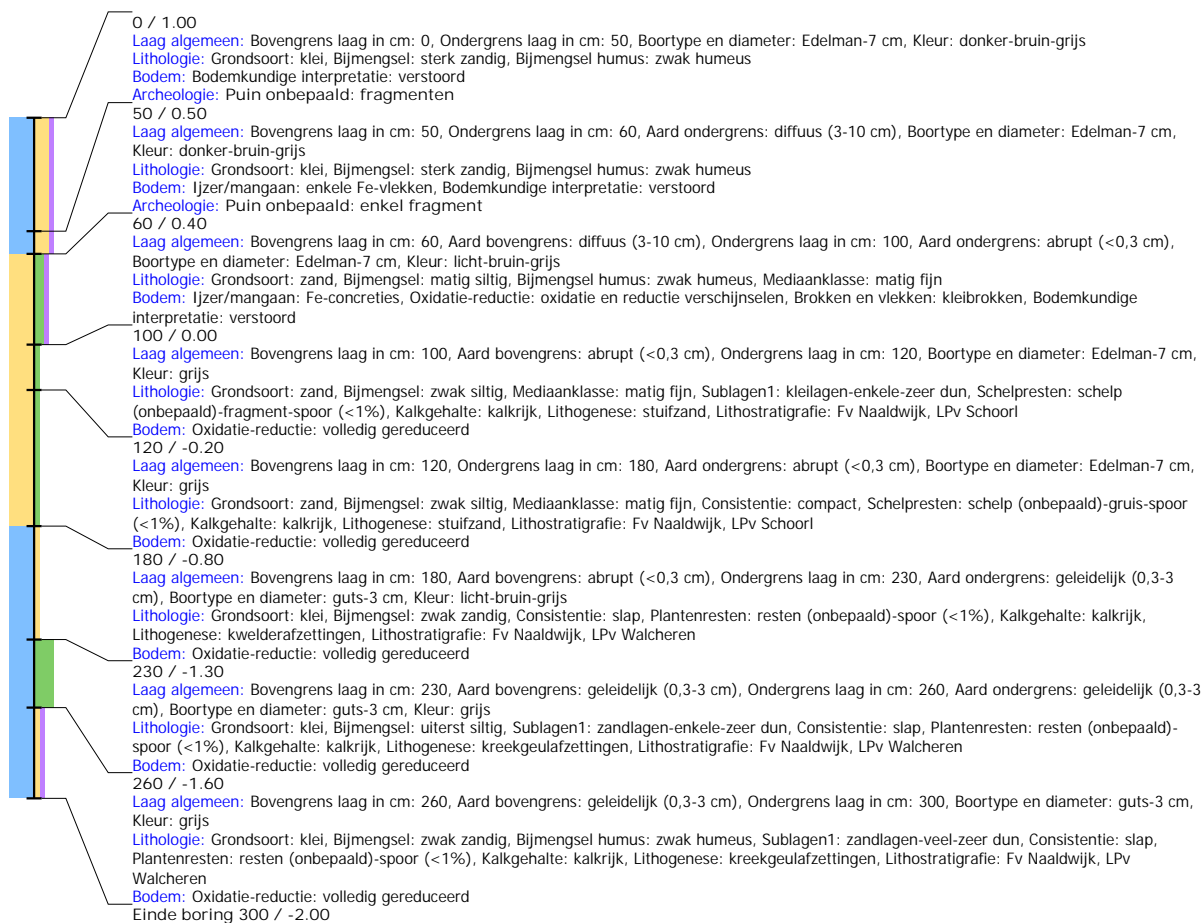 0 / 1.00
Laag algemeen: Bovengrens laag in cm: 0, Ondergrens laag in cm: 50, Boortype en diameter: Edelman-7 cm, Kleur: donker-bruin-grijs
Lithologie: Grondsoort: klei, Bijmengsel: sterk zandig, Bijmengsel humus: zwak humeus
Bodem: Bodemkundige interpretatie: verstoord
Archeologie: Puin onbepaald: fragmenten
50 / 0.50
Laag algemeen: Bovengrens laag in cm: 50, Ondergrens laag in cm: 60, Aard ondergrens: diffuus (3-10 cm), Boortype en diameter: Edelman-7 cm,
Kleur: donker-bruin-grijs
Lithologie: Grondsoort: klei, Bijmengsel: sterk zandig, Bijmengsel humus: zwak humeus
Bodem: Ijzer/mangaan: enkele Fe-vlekken, Bodemkundige interpretatie: verstoord
Archeologie: Puin onbepaald: enkel fragment
60 / 0.40
Laag algemeen: Bovengrens laag in cm: 60, Aard bovengrens: diffuus (3-10 cm), Ondergrens laag in cm: 100, Aard ondergrens: abrupt (<0,3 cm),
Boortype en diameter: Edelman-7 cm, Kleur: licht-bruin-grijs
Lithologie: Grondsoort: zand, Bijmengsel: matig siltig, Bijmengsel humus: zwak humeus, Mediaanklasse: matig fijn
Bodem: Ijzer/mangaan: Fe-concreties, Oxidatie-reductie: oxidatie en reductie verschijnselen, Brokken en vlekken: kleibrokken, Bodemkundige
interpretatie: verstoord
100 / 0.00
Laag algemeen: Bovengrens laag in cm: 100, Aard bovengrens: abrupt (<0,3 cm), Ondergrens laag in cm: 120, Boortype en diameter: Edelman-7 cm,
Kleur: grijs
Lithologie: Grondsoort: zand, Bijmengsel: zwak siltig, Mediaanklasse: matig fijn, Sublagen1: kleilagen-enkele-zeer dun, Schelpresten: schelp
(onbepaald)-fragment-spoor (<1%), Kalkgehalte: kalkrijk, Lithogenese: stuifzand, Lithostratigrafie: Fv Naaldwijk, LPv Schoorl
Bodem: Oxidatie-reductie: volledig gereduceerd
120 / -0.20
Laag algemeen: Bovengrens laag in cm: 120, Ondergrens laag in cm: 180, Aard ondergrens: abrupt (<0,3 cm), Boortype en diameter: Edelman-7 cm,
Kleur: grijs
Lithologie: Grondsoort: zand, Bijmengsel: zwak siltig, Mediaanklasse: matig fijn, Consistentie: compact, Schelpresten: schelp (onbepaald)-gruis-spoor
(<1%), Kalkgehalte: kalkrijk, Lithogenese: stuifzand, Lithostratigrafie: Fv Naaldwijk, LPv Schoorl
Bodem: Oxidatie-reductie: volledig gereduceerd
180 / -0.80
Laag algemeen: Bovengrens laag in cm: 180, Aard bovengrens: abrupt (<0,3 cm), Ondergrens laag in cm: 230, Aard ondergrens: geleidelijk (0,3-3
cm), Boortype en diameter: guts-3 cm, Kleur: licht-bruin-grijs
Lithologie: Grondsoort: klei, Bijmengsel: zwak zandig, Consistentie: slap, Plantenresten: resten (onbepaald)-spoor (<1%), Kalkgehalte: kalkrijk,
Lithogenese: kwelderafzettingen, Lithostratigrafie: Fv Naaldwijk, LPv Walcheren
Bodem: Oxidatie-reductie: volledig gereduceerd
230 / -1.30
Laag algemeen: Bovengrens laag in cm: 230, Aard bovengrens: geleidelijk (0,3-3 cm), Ondergrens laag in cm: 260, Aard ondergrens: geleidelijk (0,3-3
cm), Boortype en diameter: guts-3 cm, Kleur: grijs
Lithologie: Grondsoort: klei, Bijmengsel: uiterst siltig, Sublagen1: zandlagen-enkele-zeer dun, Consistentie: slap, Plantenresten: resten (onbepaald)-
spoor (<1%), Kalkgehalte: kalkrijk, Lithogenese: kreekgeulafzettingen, Lithostratigrafie: Fv Naaldwijk, LPv Walcheren
Bodem: Oxidatie-reductie: volledig gereduceerd
260 / -1.60
Laag algemeen: Bovengrens laag in cm: 260, Aard bovengrens: geleidelijk (0,3-3 cm), Ondergrens laag in cm: 300, Boortype en diameter: guts-3 cm,
Kleur: grijs
Lithologie: Grondsoort: klei, Bijmengsel: zwak zandig, Bijmengsel humus: zwak humeus, Sublagen1: zandlagen-veel-zeer dun, Consistentie: slap,
Plantenresten: resten (onbepaald)-spoor (<1%), Kalkgehalte: kalkrijk, Lithogenese: kreekgeulafzettingen, Lithostratigrafie: Fv Naaldwijk, LPv
Walcheren
Bodem: Oxidatie-reductie: volledig gereduceerd
Einde boring 300 / -2.00